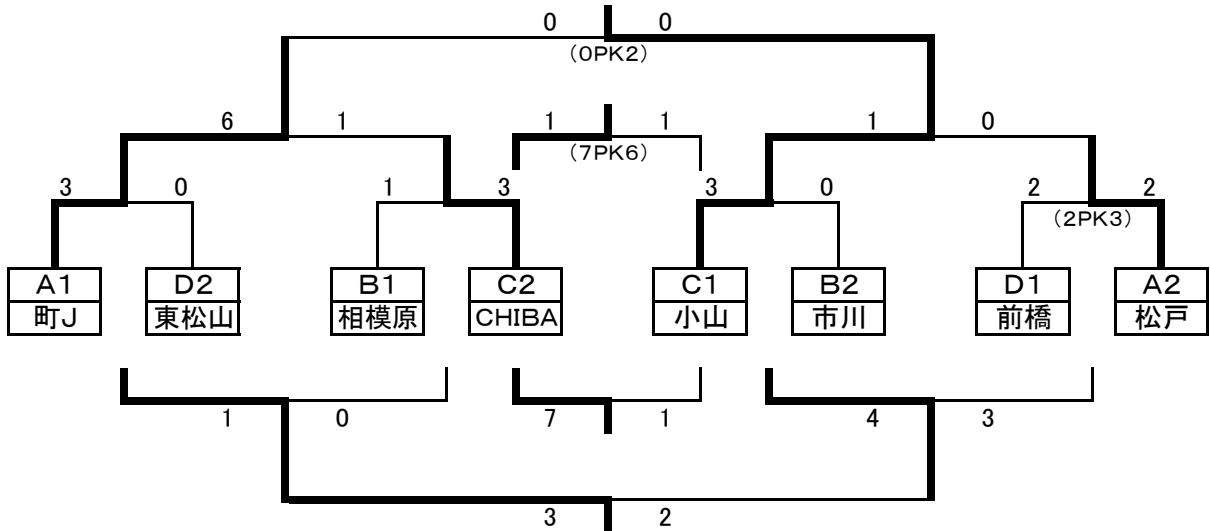 0 0
(0PK2)
6 1 1 1 1 0
(7PK6)
3 0 1 3 3 0 2 2
(2PK3)
A1 D2 B1 C2 C1 B2 D1 A2
町J 東松山 相模原 CHIBA 小山 市川 前橋 松戸
1 0 7 1 4 3
3 2